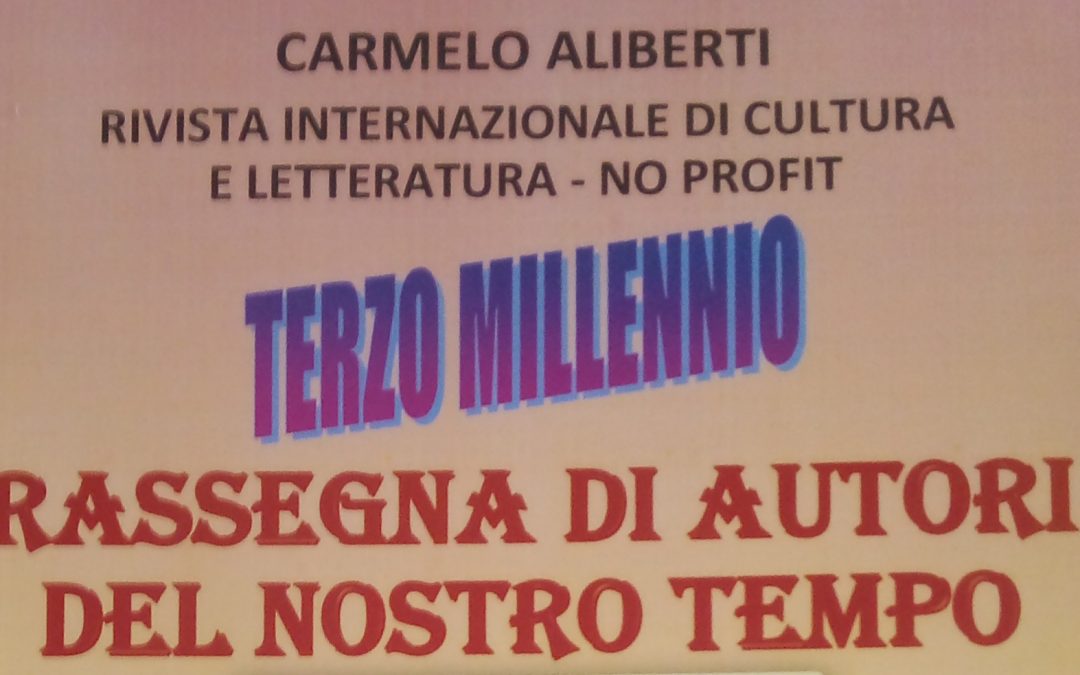 CARMELO ALIBERTI
RIVISTA INTERNAZIONALE DI CULTURA
E LETTERATURA - NO PROFIT
TERZO MILLENNIO
RASSEGNA DI AUTORI
DEL NOSTRO TEMPO